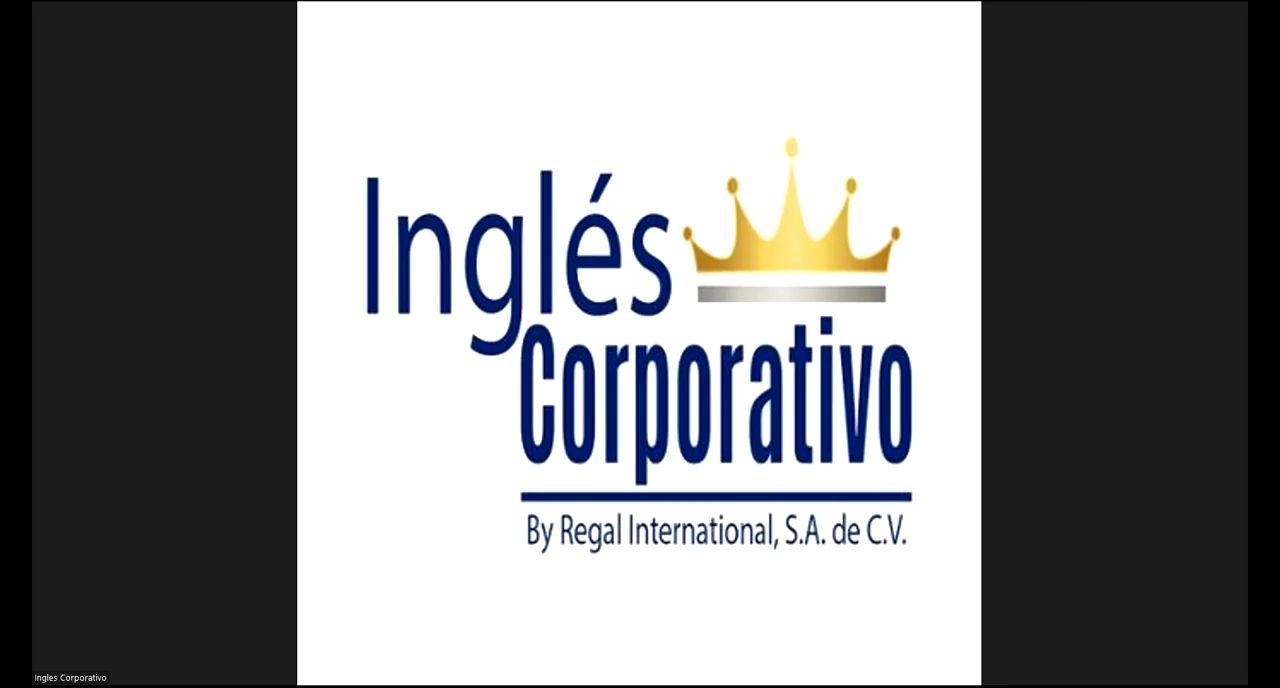 Inglés
Corporativo
By Regal International, S.A. de C.V.
Ingles Corporativo